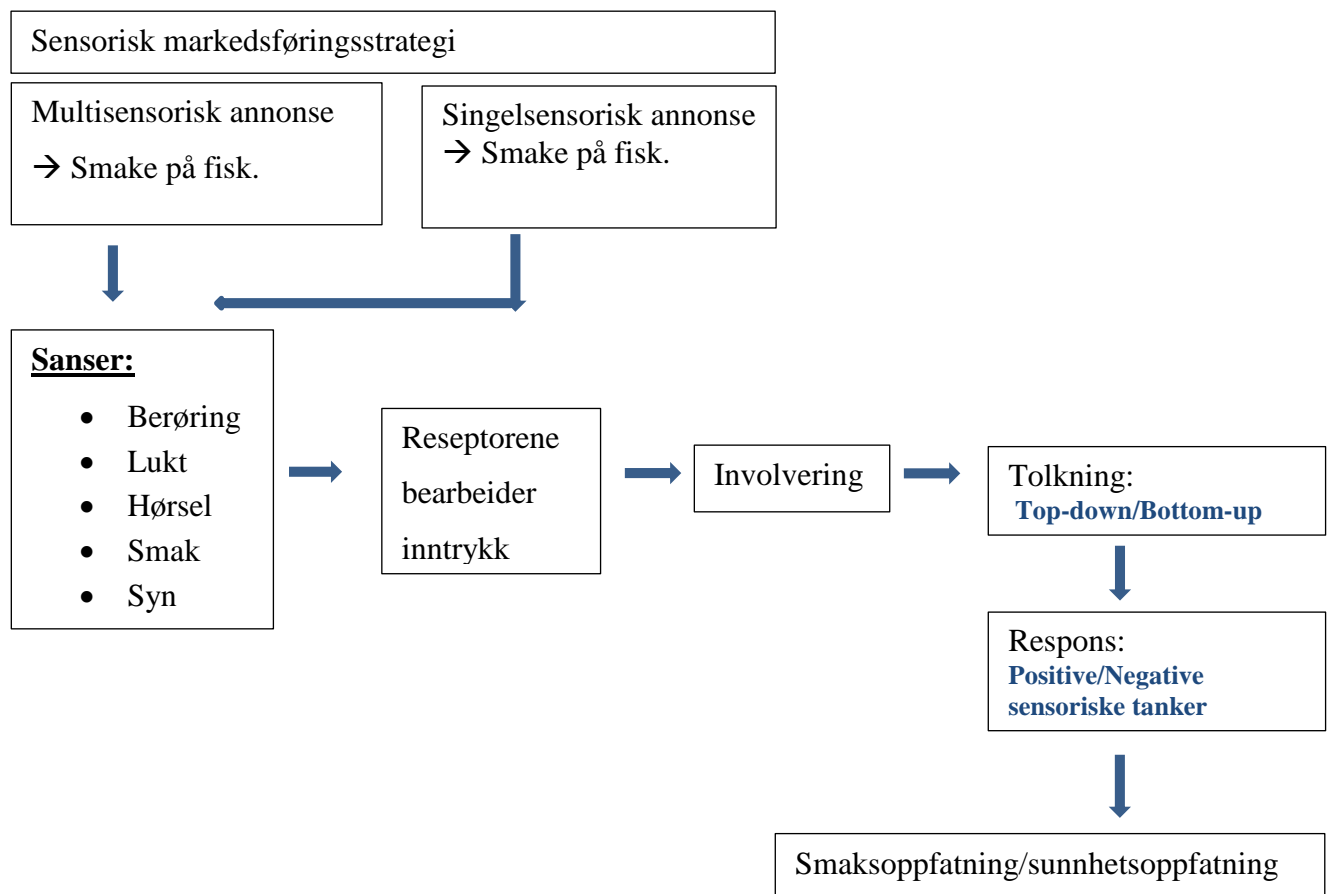 Sensorisk markedsføringsstrategi
Multisensorisk annonse
→ Smake på fisk.
Singelsensorisk annonse
→ Smake på fisk.
Sanser:
• Berøring
• Lukt
• Hørsel
• Smak
• Syn
Reseptorene
bearbeider
inntrykk
Involvering
Tolkning:
Top-down/Bottom-up
Respons:
Positive/Negative
sensoriske tanker
Smaksoppfatning/sunnhetsoppfatning